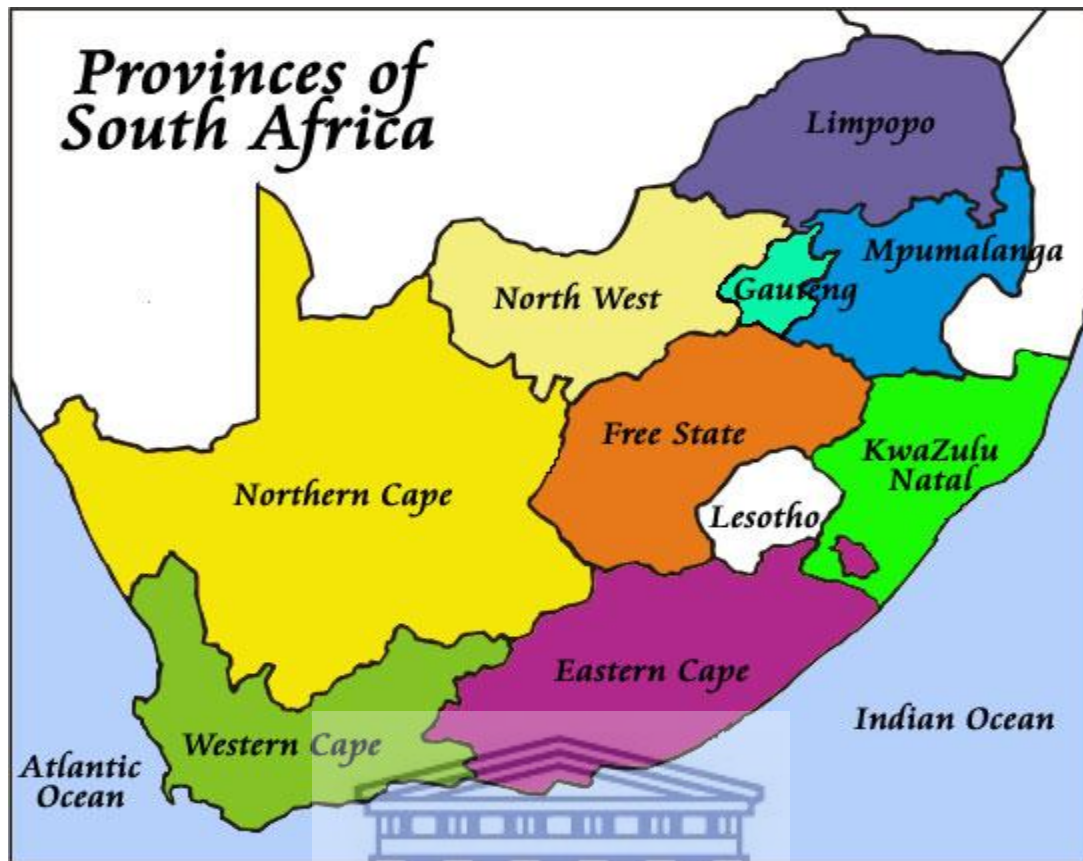 Provinces of
South Africa
Limpopo
Mpumalanga
North West
Gauteng
Free State
KwaZulu
Natal
Northern Cape
Lesotho
Eastern Cape
Indian Ocean
Western Cape
Atlantic
Ocean